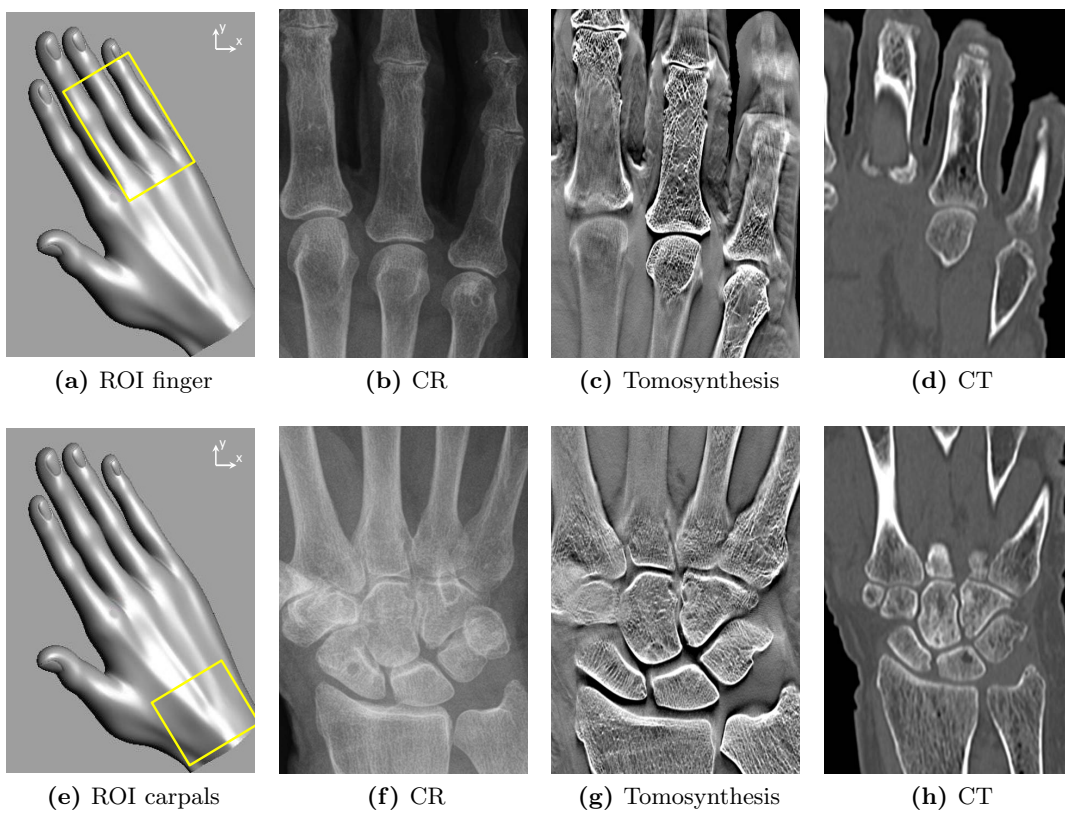 y
x
(a) ROI finger
(b) CR
(c) Tomosynthesis
(d) CT
y
x
(e) ROI carpals
(f) CR
(g) Tomosynthesis
(h) CT